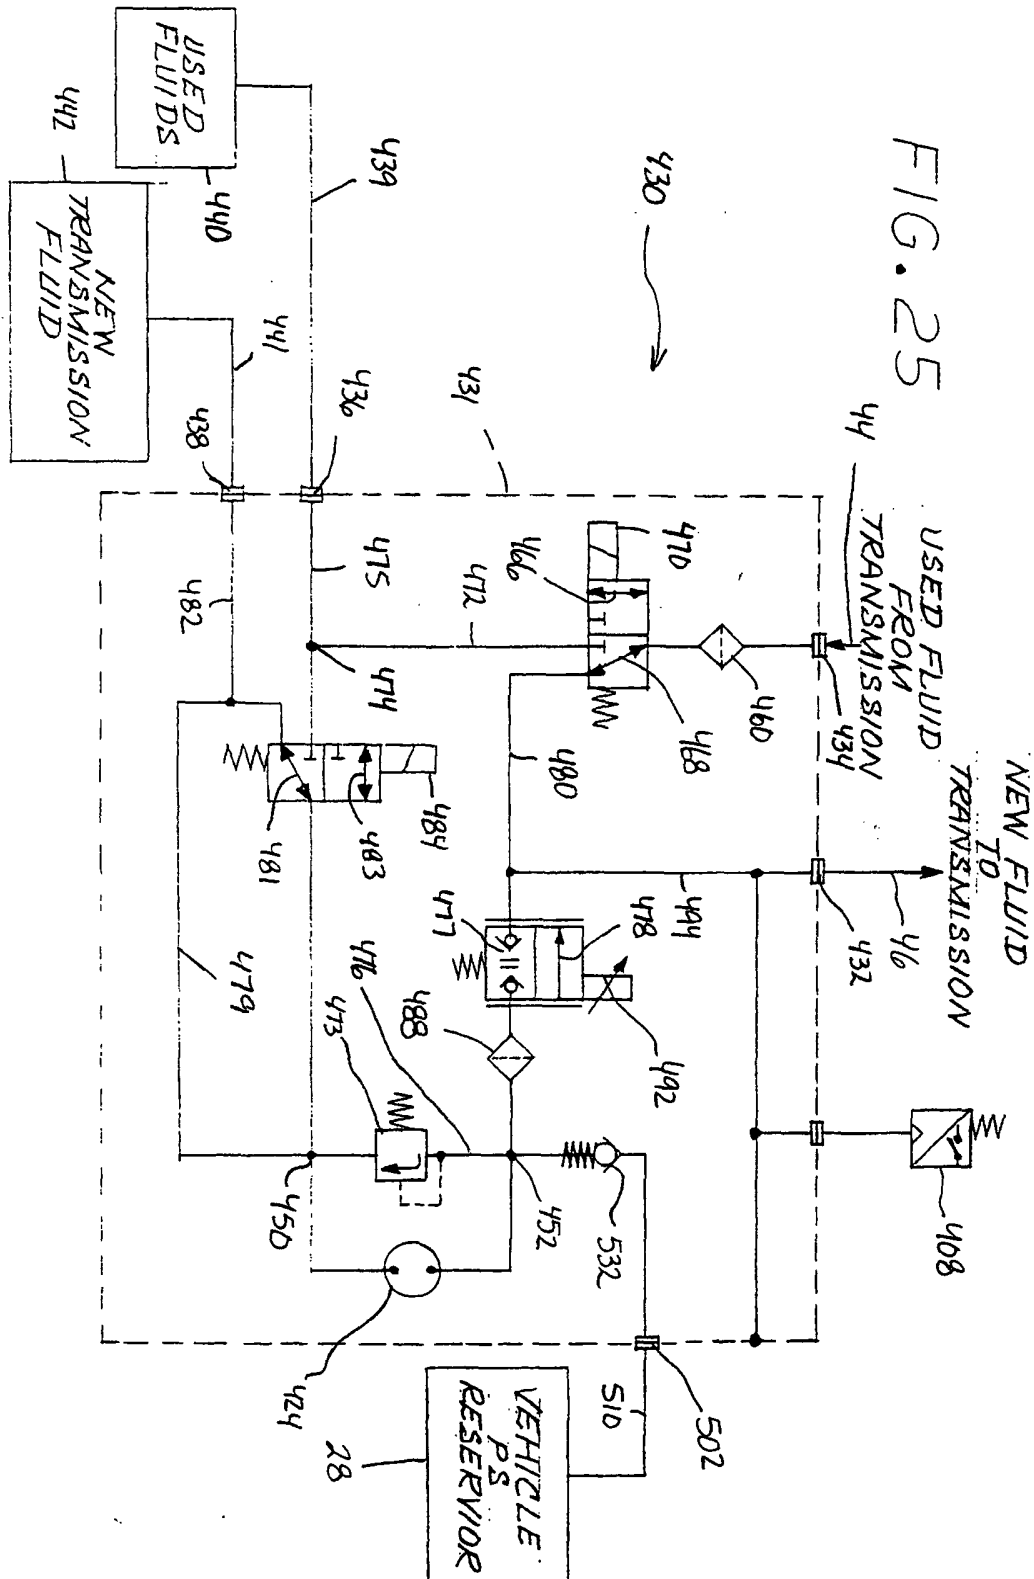 FIG. 25
430
USED FLUID
FROM
TRANSMISSION
44
434
NEW FLUID
TO
TRANSMISSION
46
432
408
431
470
466
460
468
472
474
480
494
477
478
488
492
476
473
452
532
502
510
VEHICLE
PS
RESERVIOR
28
424
450
479
481
483
484
482
475
436
438
439
441
USED
FLUIDS
440
442
NEW
TRANSMISSION
FLUID